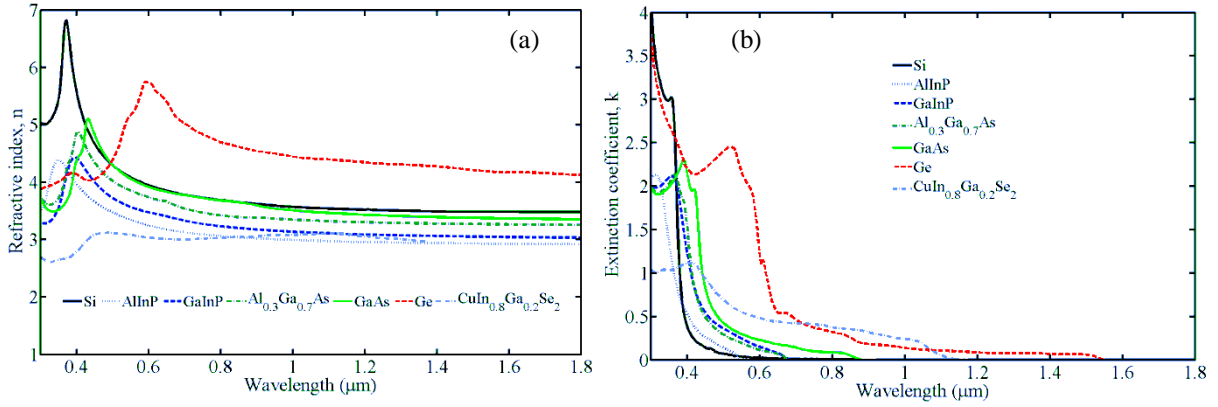 (a)
Refractive index, n
7
6
5
4
3
2
1
Si AlInP GaInP Al0.3Ga0.7As GaAs Ge CuIn0.8Ga0.2Se2
0.4 0.6 0.8 1.0 1.2 1.4 1.6 1.8
Wavelength (μm)
(b)
Extinction coefficient, k
4
3.5
3
2.5
2
1.5
1
0.5
0
Si
AlInP
GaInP
Al0.3Ga0.7As
GaAs
Ge
CuIn0.8Ga0.2Se2
0.4 0.6 0.8 1.0 1.2 1.4 1.6 1.8
Wavelength (μm)